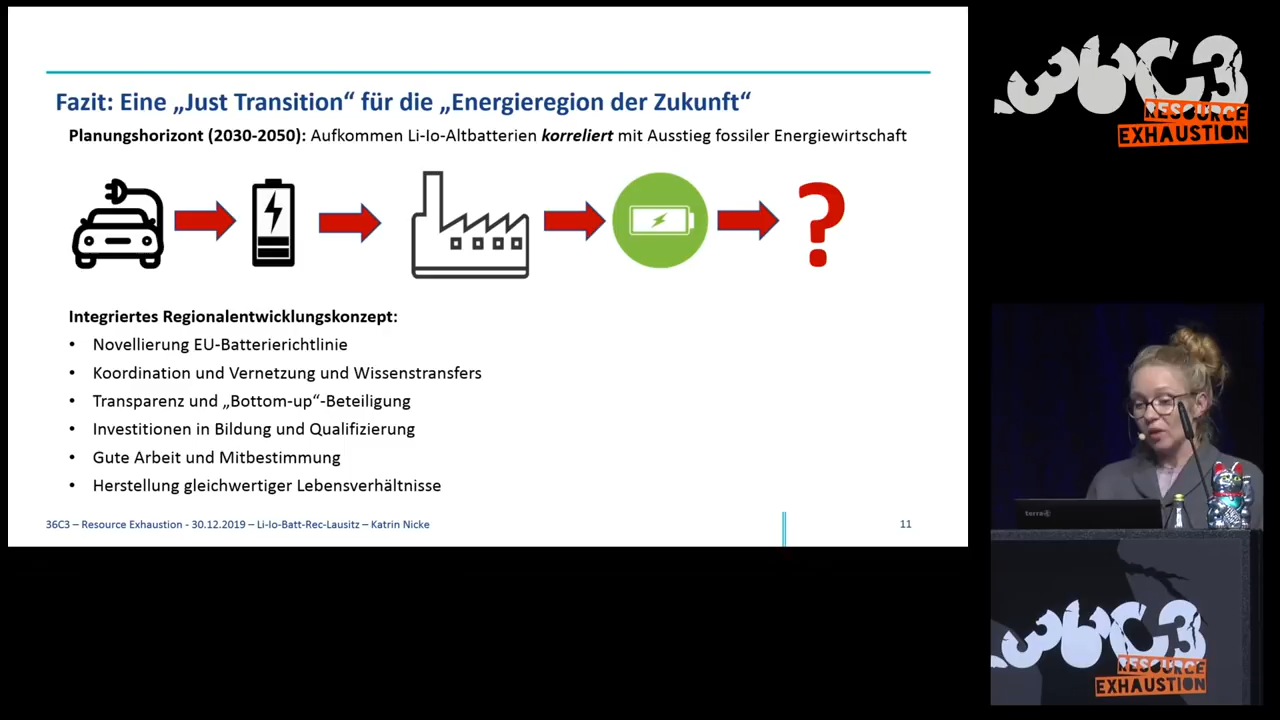 Fazit: Eine „Just Transition“ für die „Energieregion der Zukunft“
Planungshorizont (2030-2050): Aufkommen Li-Io-Altbatterien korreliert mit Ausstieg fossiler Energiewirtschaft
?
Integriertes Regionalentwicklungskonzept:
• Novellierung EU-Batterierichtlinie
• Koordination und Vernetzung und Wissenstransfers
• Transparenz und „Bottom-up“-Beteiligung
• Investitionen in Bildung und Qualifizierung
• Gute Arbeit und Mitbestimmung
• Herstellung gleichwertiger Lebensverhältnisse
36C3 – Resource Exhaustion - 30.12.2019 – Li-Io-Batt-Rec-Lausitz – Katrin Nicke
11
36C3
RESOURCE
EXHAUSTION
terra
36C3
RESOURCE
EXHAUSTION